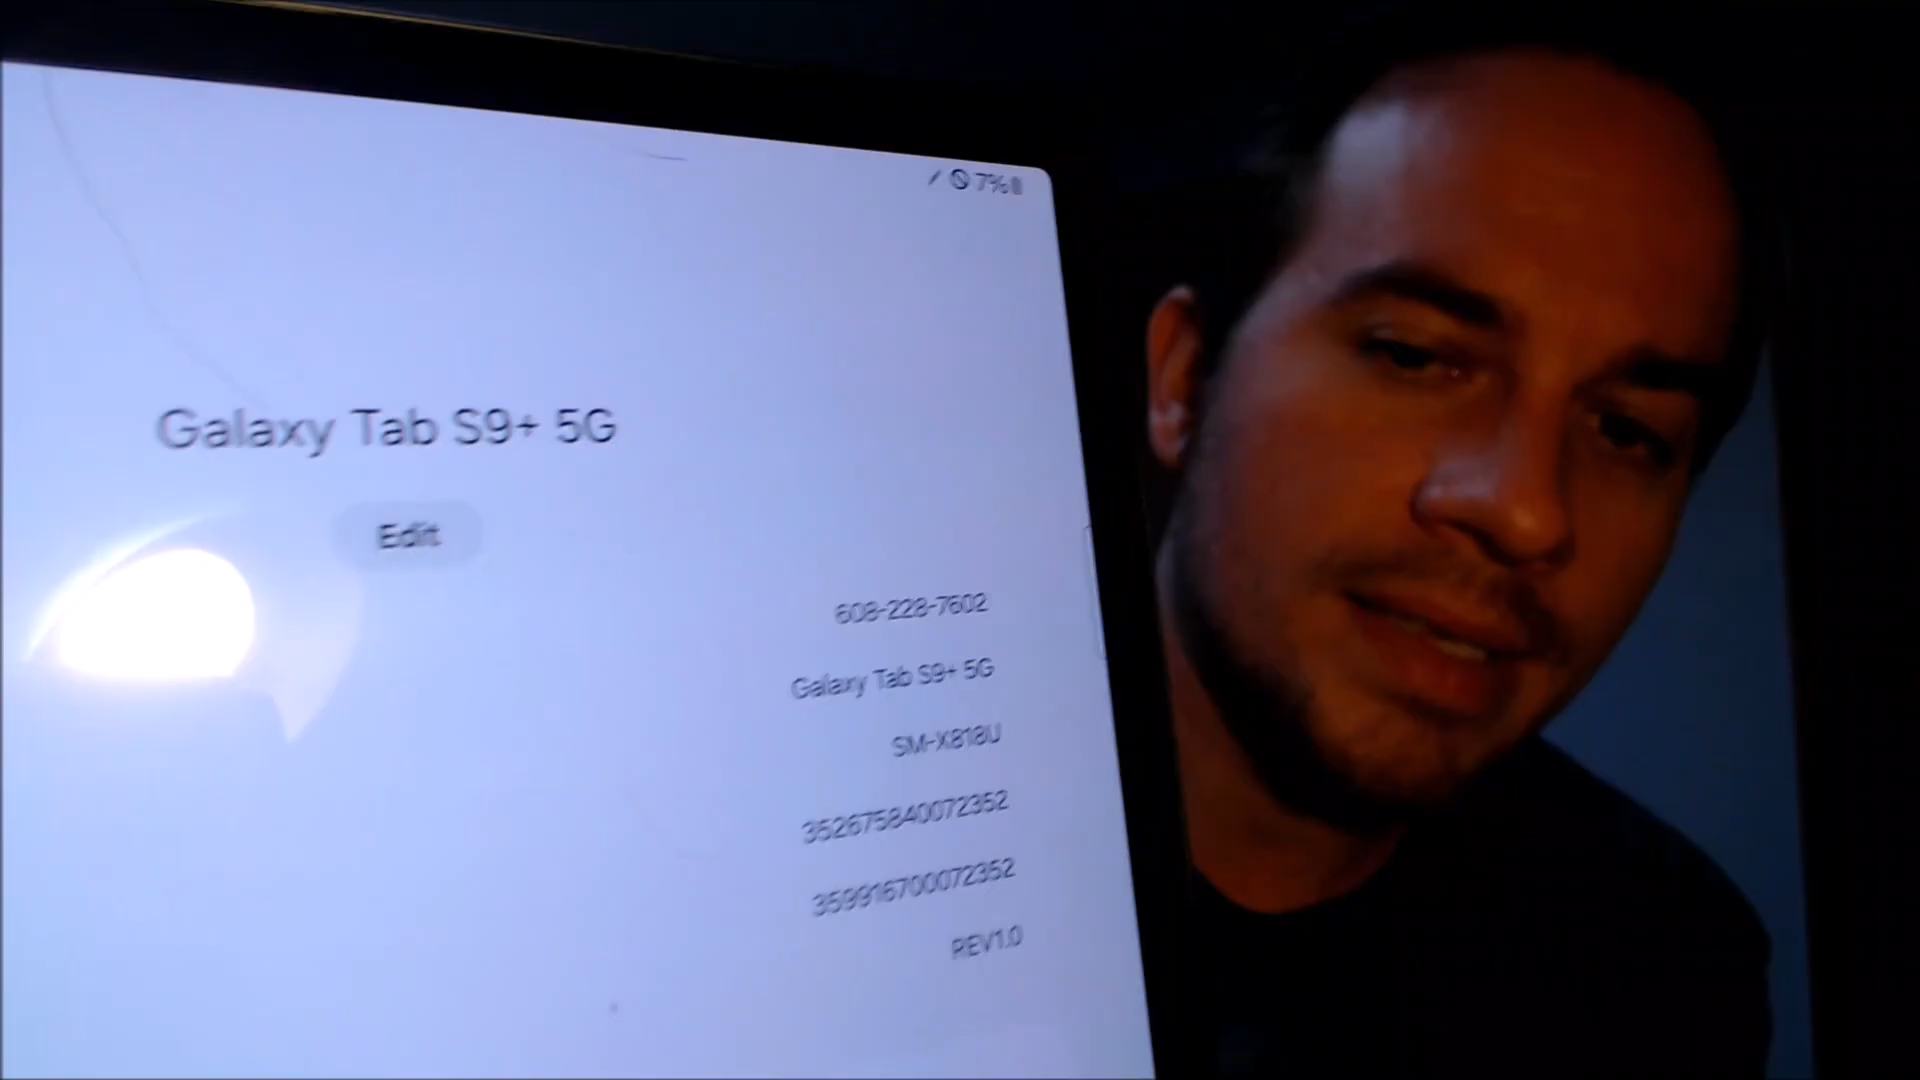 7%
Galaxy Tab S9+ 5G
Edit
608-228-7602
Galaxy Tab S9+ 5G
SM-X818U
352675840072352
359916700072352
REV1.0